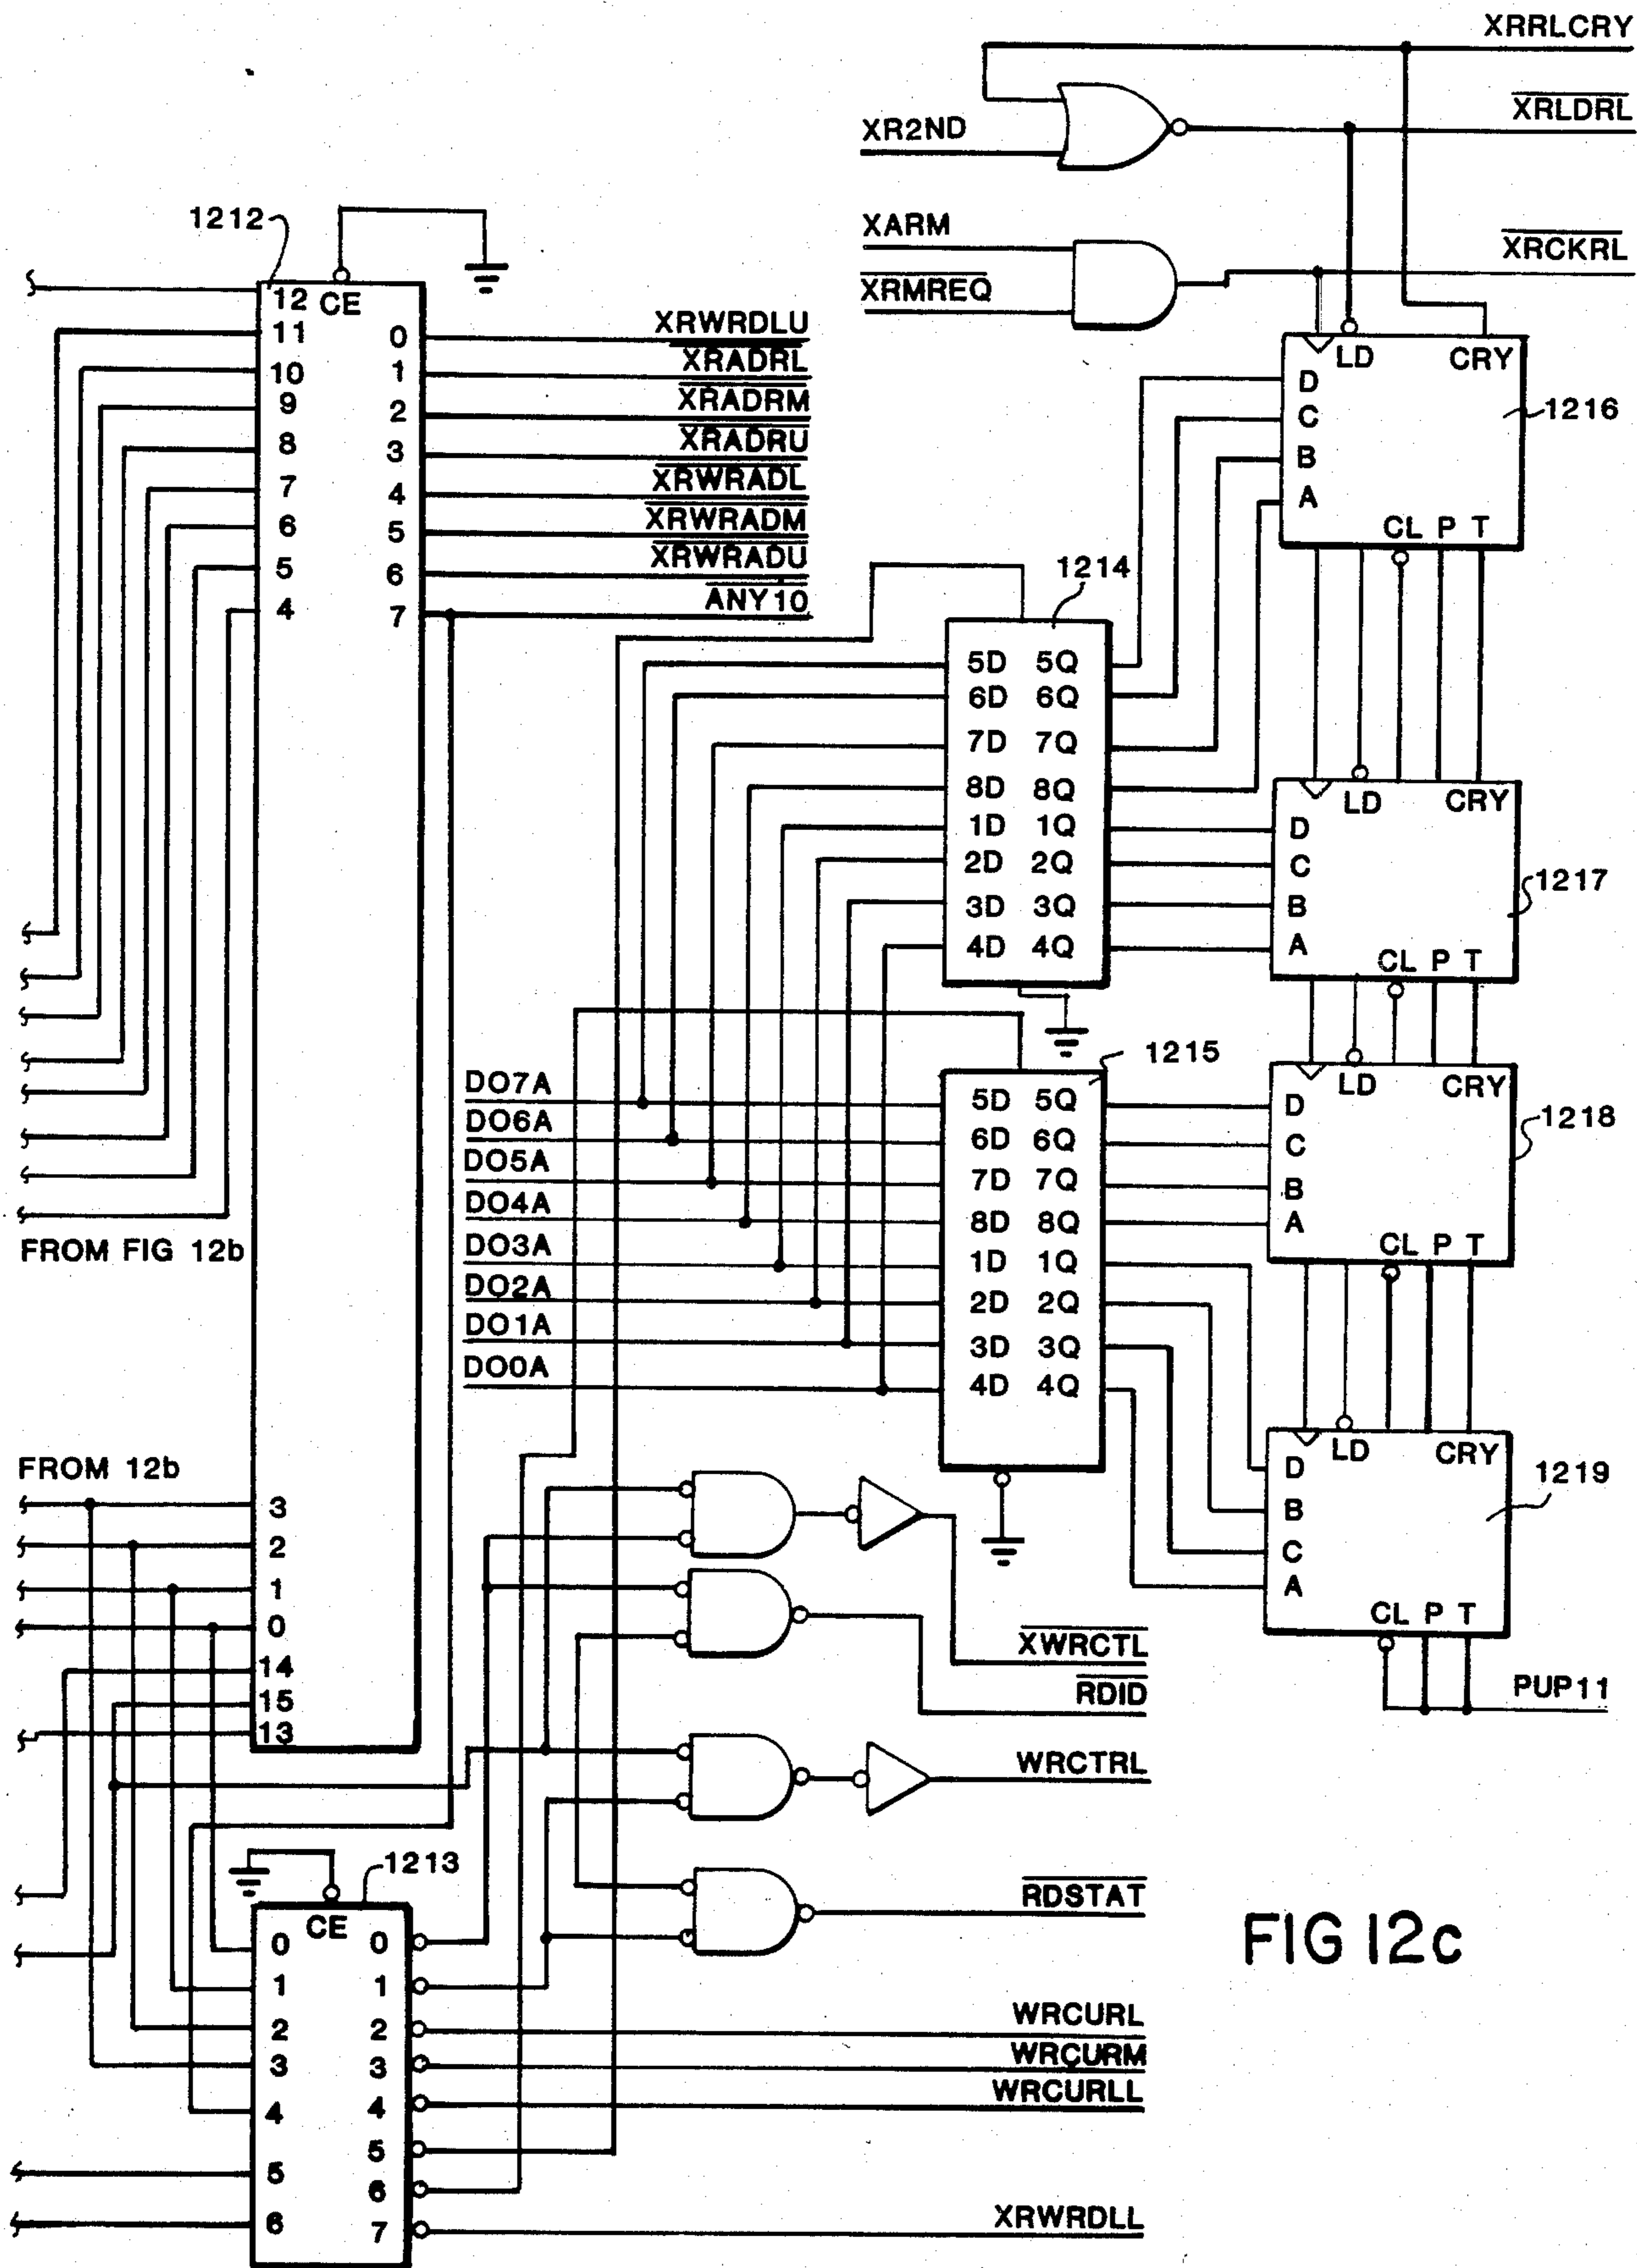 XRRLCRY
XRLDRL
XR2ND
XARM
XRCKRL
XRMREQ
1212
12 CE
11
10
9
8
7
6
5
4
0
1
2
3
4
5
6
7
XRWRDLU
XRADRL
XRADRM
XRADRU
XRWRADL
XRWRADM
XRWRADU
ANY10
LD CRY
D
C
B
A
CL P T
1216
1214
5D 5Q
6D 6Q
7D 7Q
8D 8Q
1D 1Q
2D 2Q
3D 3Q
4D 4Q
LD CRY
D
C
B
A
CL P T
1217
1215
DO7A
DO6A
DO5A
DO4A
DO3A
DO2A
DO1A
DO0A
5D 5Q
6D 6Q
7D 7Q
8D 8Q
1D 1Q
2D 2Q
3D 3Q
4D 4Q
LD CRY
D
C
B
A
CL P T
1218
FROM FIG 12b
FROM 12b
3
2
1
0
14
15
13
LD CRY
D
B
C
A
CL P T
1219
PUP11
XWRCTL
RDID
WRCTRL
RDSTAT
1213
CE
0 0
1 1
2 2
3 3
4 4
5 5
6 6
7
WRCURL
WRCURM
WRCURLL
XRWRDLL
FIG 12c